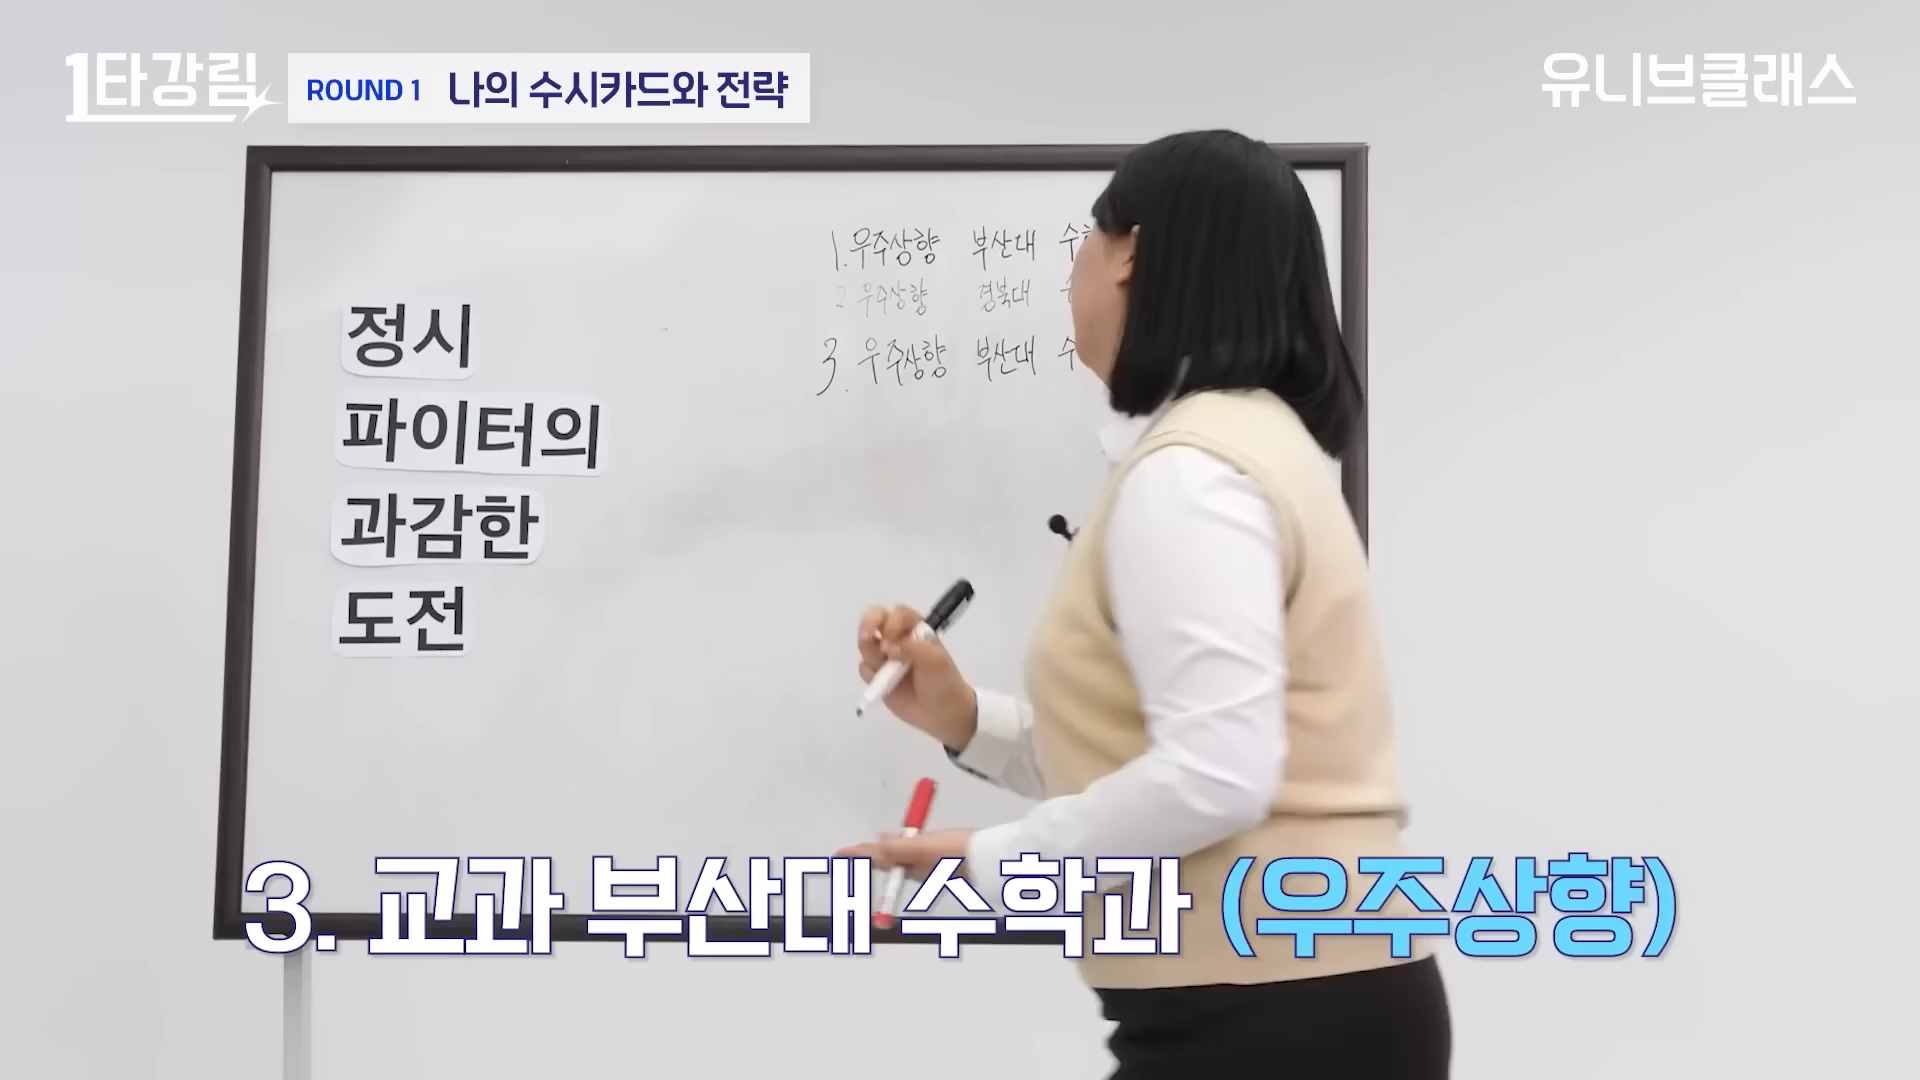 1타강림
ROUND 1 나의 수시카드와 전략
유니브클래스
1. 우주상향 부산대 수
2 우주상향 경북대
3. 우주상향 부산대 수
정시
파이터의
과감한
도전
3. 교과 부산대 수학과 (우주상향)